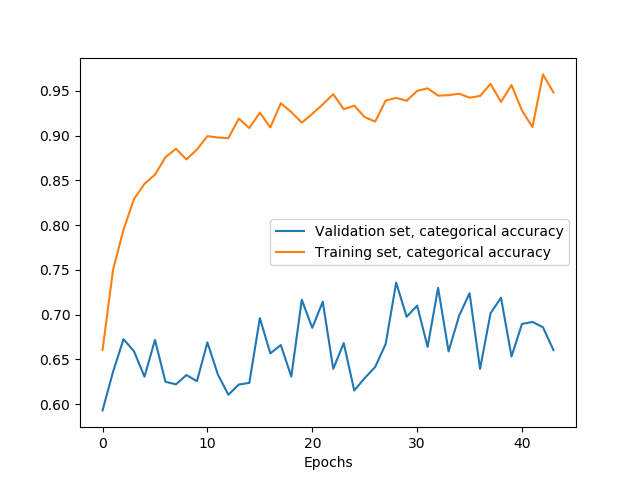 0.95
0.90
0.85
0.80
0.75
0.70
0.65
0.60
Validation set, categorical accuracy
Training set, categorical accuracy
0 10 20 30 40
Epochs